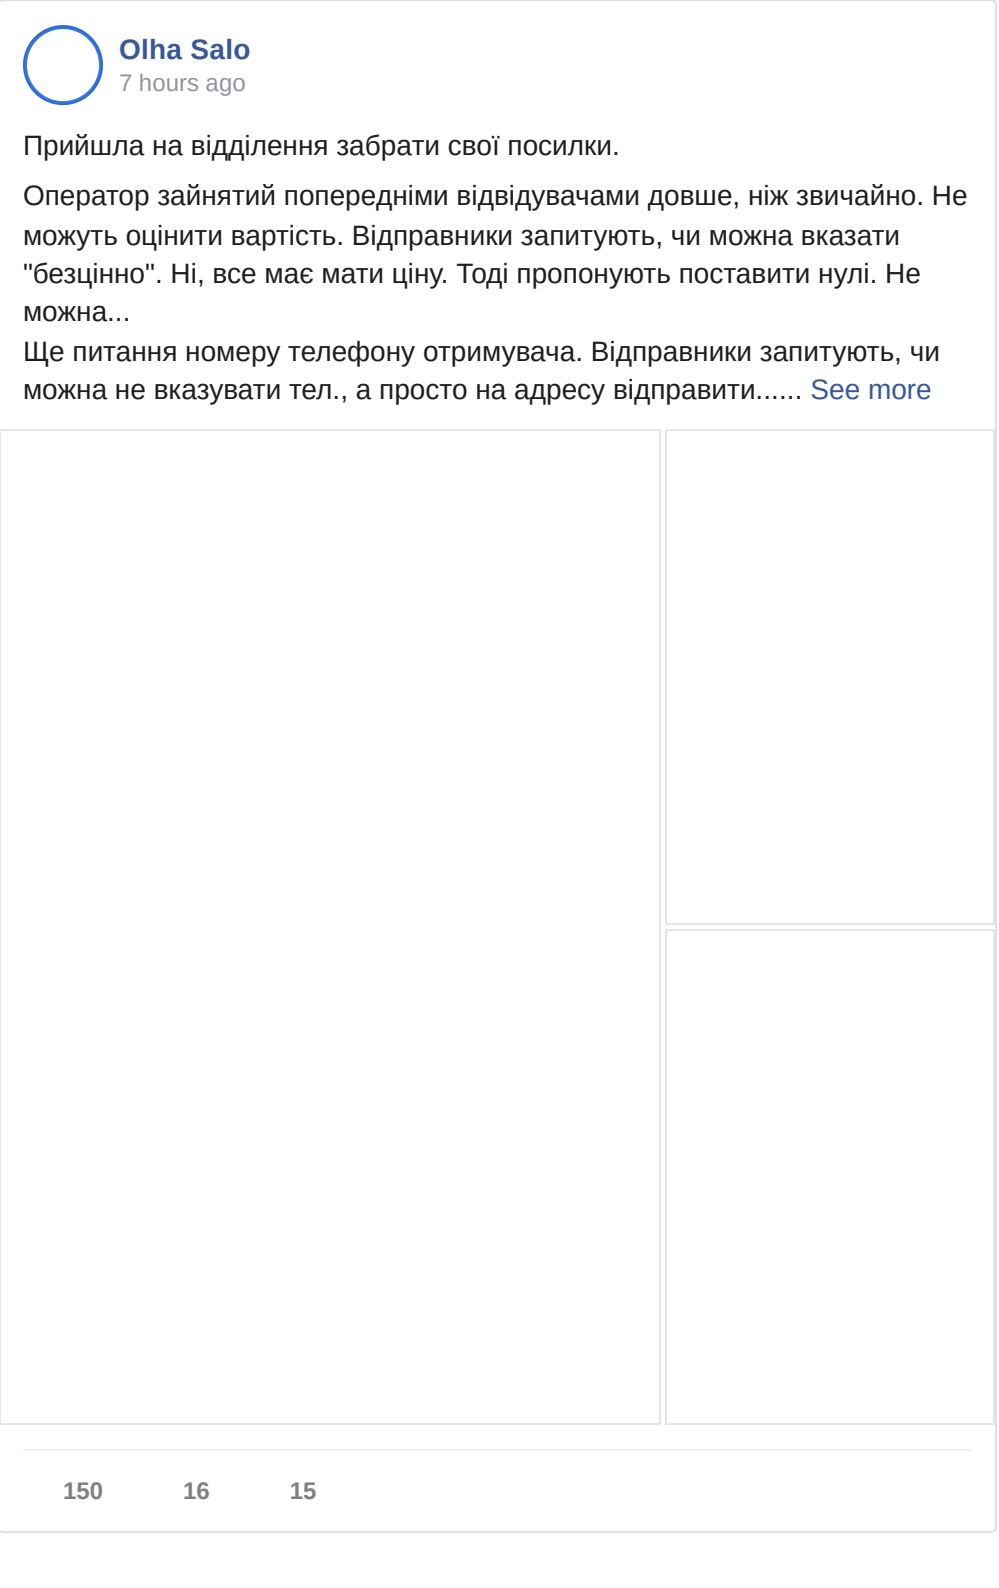 Olha Salo
7 hours ago
Прийшла на відділення забрати свої посилки.
Оператор зайнятий попередніми відвідувачами довше, ніж звичайно. Не
можуть оцінити вартість. Відправники запитують, чи можна вказати
"безцінно". Ні, все має мати ціну. Тоді пропонують поставити нулі. Не
можна...
Ще питання номеру телефону отримувача. Відправники запитують, чи
можна не вказувати тел., а просто на адресу відправити...... See more
150 16 15